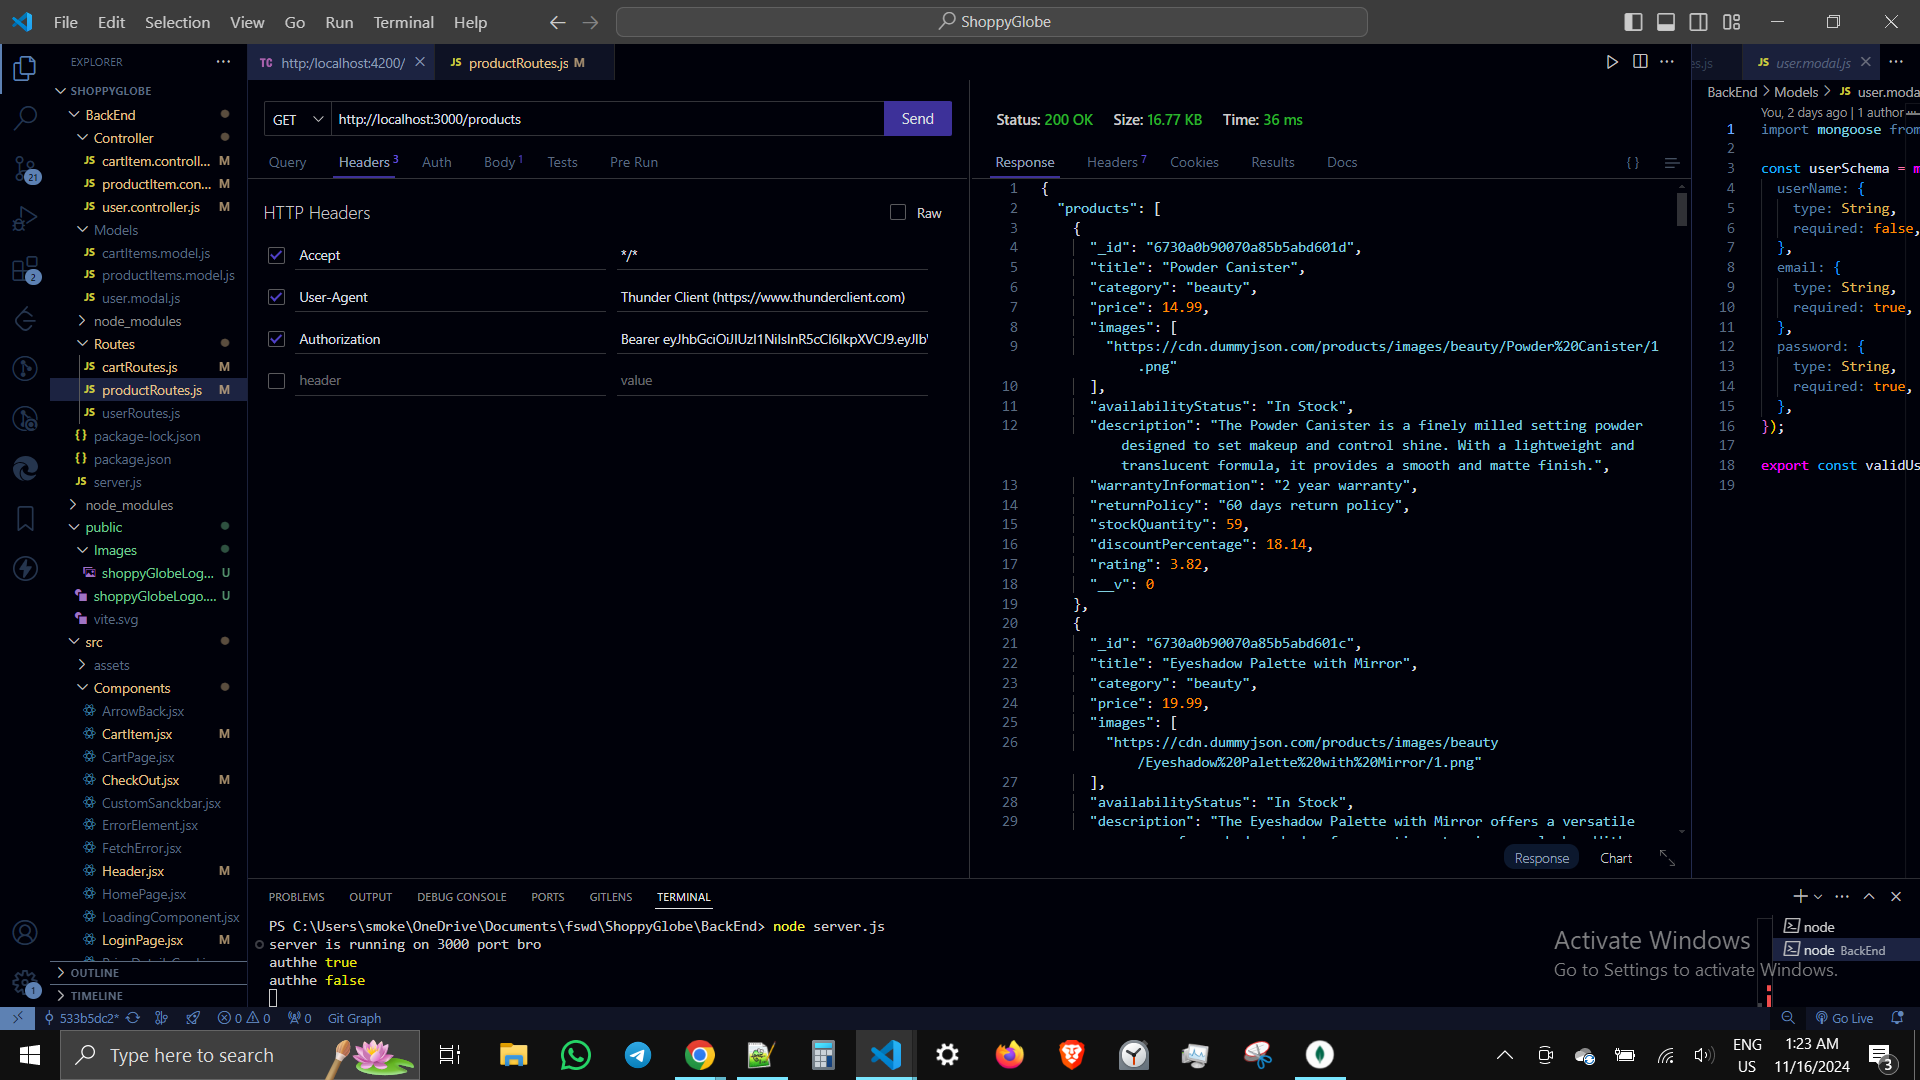 File Edit Selection View Go Run Terminal Help
ShoppyGlobe
EXPLORER
SHOPPYGLOBE
BackEnd
Controller
cartItem.controll... M
productItem.con... M
user.controller.js M
Models
cartItems.model.js
productItems.model.js
user.modal.js
node_modules
Routes
cartRoutes.js M
productRoutes.js M
userRoutes.js
package-lock.json
package.json
server.js
node_modules
public
Images
shoppyGlobeLog... U
shoppyGlobeLogo.... U
vite.svg
src
assets
Components
ArrowBack.jsx
CartItem.jsx M
CartPage.jsx
CheckOut.jsx M
CustomSanckbar.jsx
ErrorElement.jsx
FetchError.jsx
Header.jsx M
HomePage.jsx
LoadingComponent.jsx
LoginPage.jsx M
OUTLINE
TIMELINE
21
2
1
TC http:/localhost:4200/
JS productRoutes.js M
GET http://localhost:3000/products Send
Query Headers 3 Auth Body 1 Tests Pre Run
HTTP Headers Raw
Accept */*
User-Agent Thunder Client (https://www.thunderclient.com)
Authorization Bearer
header value
Status: 200 OK Size: 16.77 KB Time: 36 ms
Response Headers 7 Cookies Results Docs { }
1 {
2 "products": [
3 {
4 "_id": "6730a0b90070a85b5abd601d",
5 "title": "Powder Canister",
6 "category": "beauty",
7 "price": 14.99,
8 "images": [
9 "https://cdn.dummyjson.com/products/images/beauty/Powder%20Canister/1
.png"
10 ],
11 "availabilityStatus": "In Stock",
12 "description": "The Powder Canister is a finely milled setting powder
designed to set makeup and control shine. With a lightweight and
translucent formula, it provides a smooth and matte finish.",
13 "warrantyInformation": "2 year warranty",
14 "returnPolicy": "60 days return policy",
15 "stockQuantity": 59,
16 "discountPercentage": 18.14,
17 "rating": 3.82,
18 "__v": 0
19 },
20 {
21 "_id": "6730a0b90070a85b5abd601c",
22 "title": "Eyeshadow Palette with Mirror",
23 "category": "beauty",
24 "price": 19.99,
25 "images": [
26 "https://cdn.dummyjson.com/products/images/beauty
/Eyeshadow%20Palette%20with%20Mirror/1.png"
27 ],
28 "availabilityStatus": "In Stock",
29 "description": "The Eyeshadow Palette with Mirror offers a versatile
Response Chart
JS user.modal.js
BackEnd > Models > JS user.moda
You, 2 days ago | 1 author
1 import mongoose from
2
3 const userSchema =
4 userName: {
5 type: String,
6 required: false,
7 },
8 email: {
9 type: String,
10 required: true,
11 },
12 password: {
13 type: String,
14 required: true,
15 },
16 });
17
18 export const validUs
19
PROBLEMS OUTPUT DEBUG CONSOLE PORTS GITLENS TERMINAL
PS C:\Users\smoke\OneDrive\Documents\fswd\ShoppyGlobe\BackEnd> node server.js
server is running on 3000 port bro
authhe true
authhe false
node
node BackEnd
Activate Windows
Go to Settings to activate Windows.
533b5dc2* 0 0 0 Git Graph
Go Live
Type here to search
ENG
US
1:23 AM
11/16/2024
3